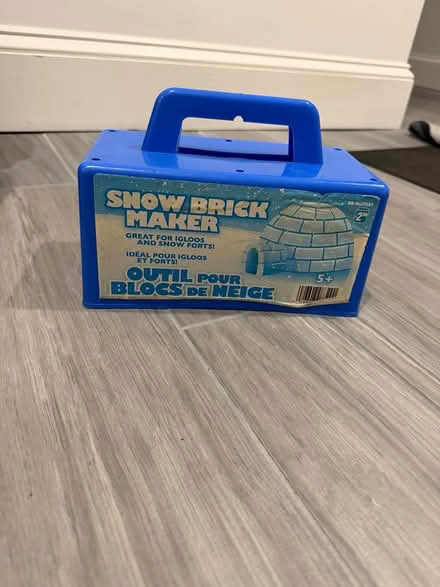 SNOW BRICK
MAKER
GREAT FOR IGLOOS
AND SNOW FORTS!
IDÉAL POUR IGLOOS
ET FORTS!
OUTIL POUR
BLOCS DE NEIGE
5+